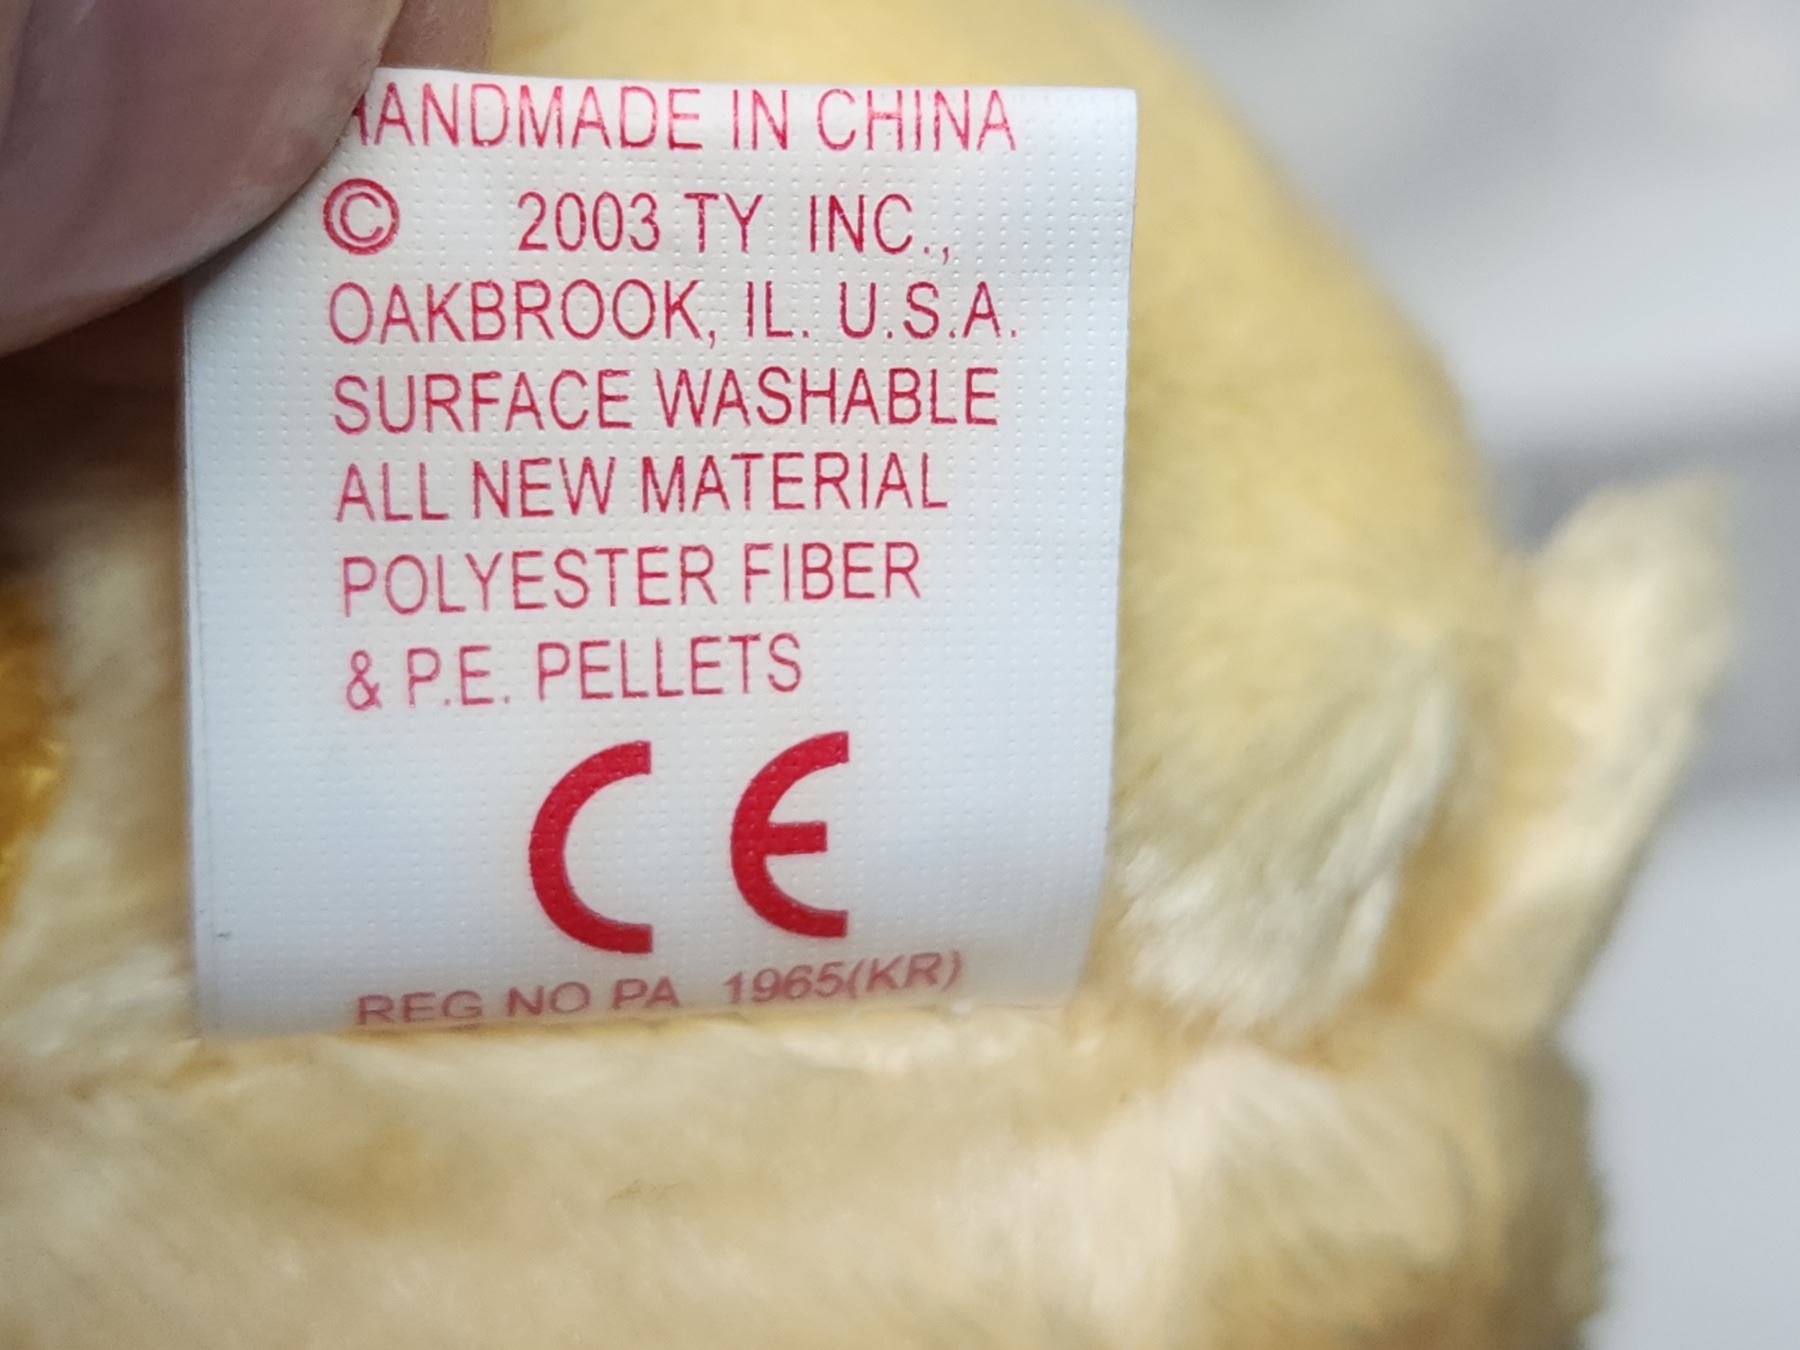 HANDMADE IN CHINA
© 2003 TY INC.,
OAKBROOK, IL. U.S.A.
SURFACE WASHABLE
ALL NEW MATERIAL
POLYESTER FIBER
& P.E. PELLETS
CE
REG NO PA 1965(KR)